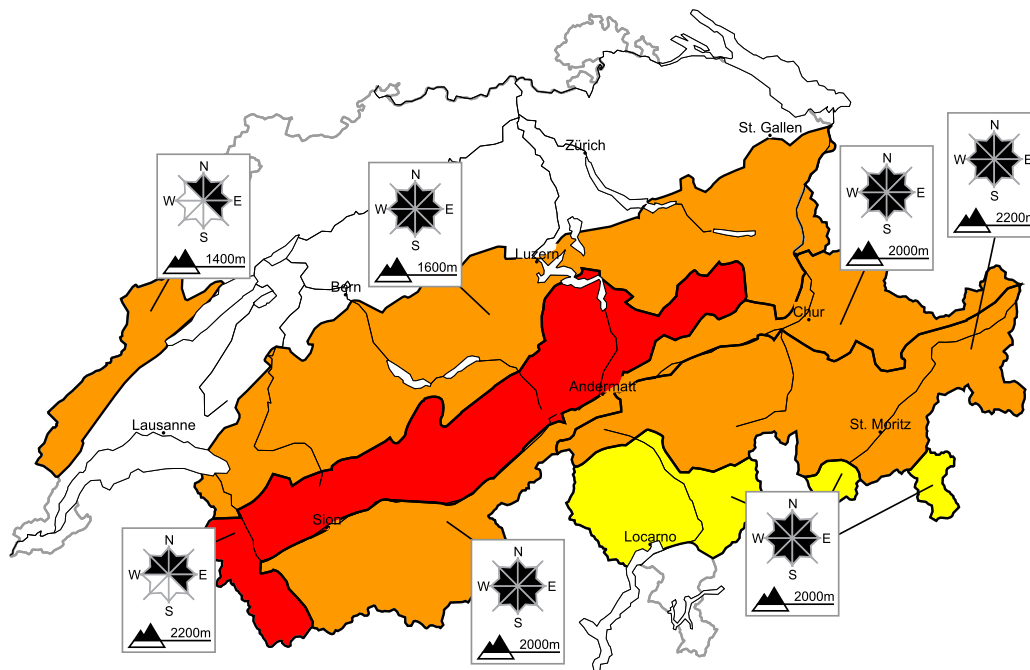 St. Gallen
Zürich
N
W E
S
2200m
N
W E
S
2000m
N
W E
S
1400m
N
W E
S
1600m
Luzern
Bern
Chur
Andermatt
Lausanne
St. Moritz
Sion
Locarno
N
W E
S
2000m
N
W E
S
2200m
N
W E
S
2000m